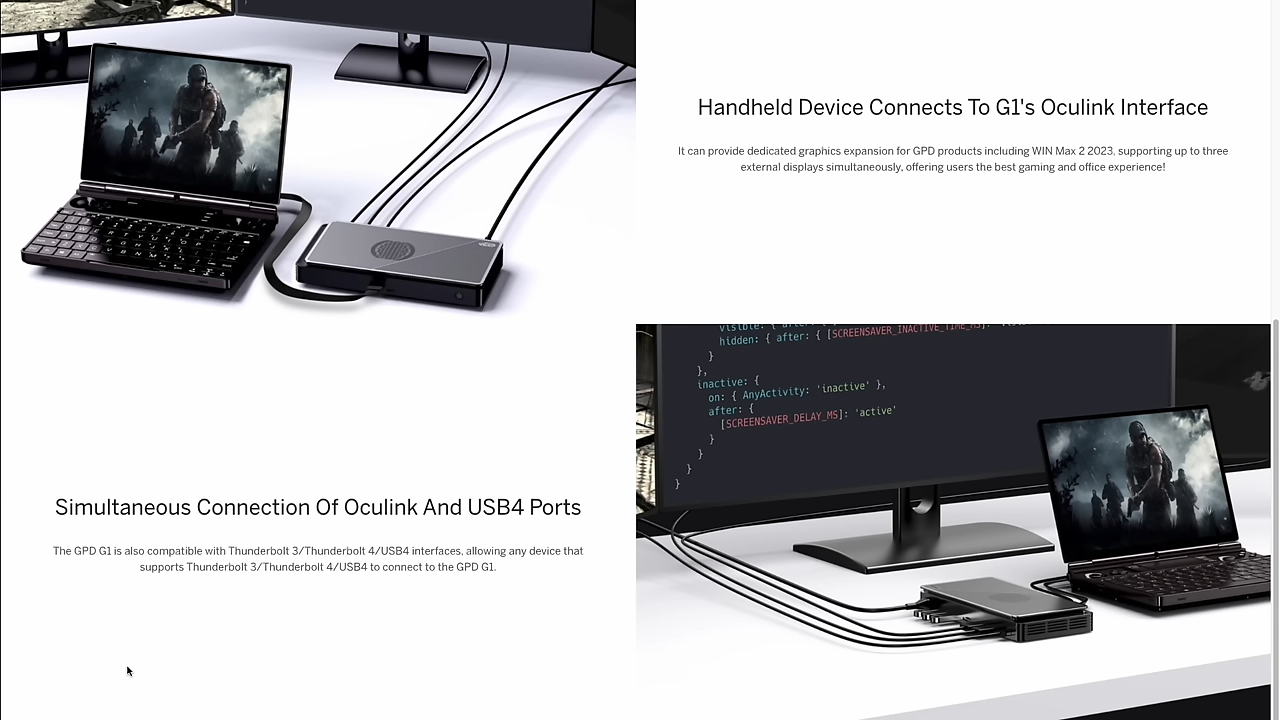 Handheld Device Connects To G1's Oculink Interface
It can provide dedicated graphics expansion for GPD products including WIN Max 2 2023, supporting up to three
external displays simultaneously, offering users the best gaming and office experience!
hidden: { after: { [SCREENSAVER_INACTIVE_TIME_MS]:
}
},
inactive: {
on: { AnyActivity: 'inactive' },
after: {
[SCREENSAVER_DELAY_MS]: 'active'
}
}
}
}
Simultaneous Connection Of Oculink And USB4 Ports
The GPD G1 is also compatible with Thunderbolt 3/Thunderbolt 4/USB4 interfaces, allowing any device that
supports Thunderbolt 3/Thunderbolt 4/USB4 to connect to the GPD G1.